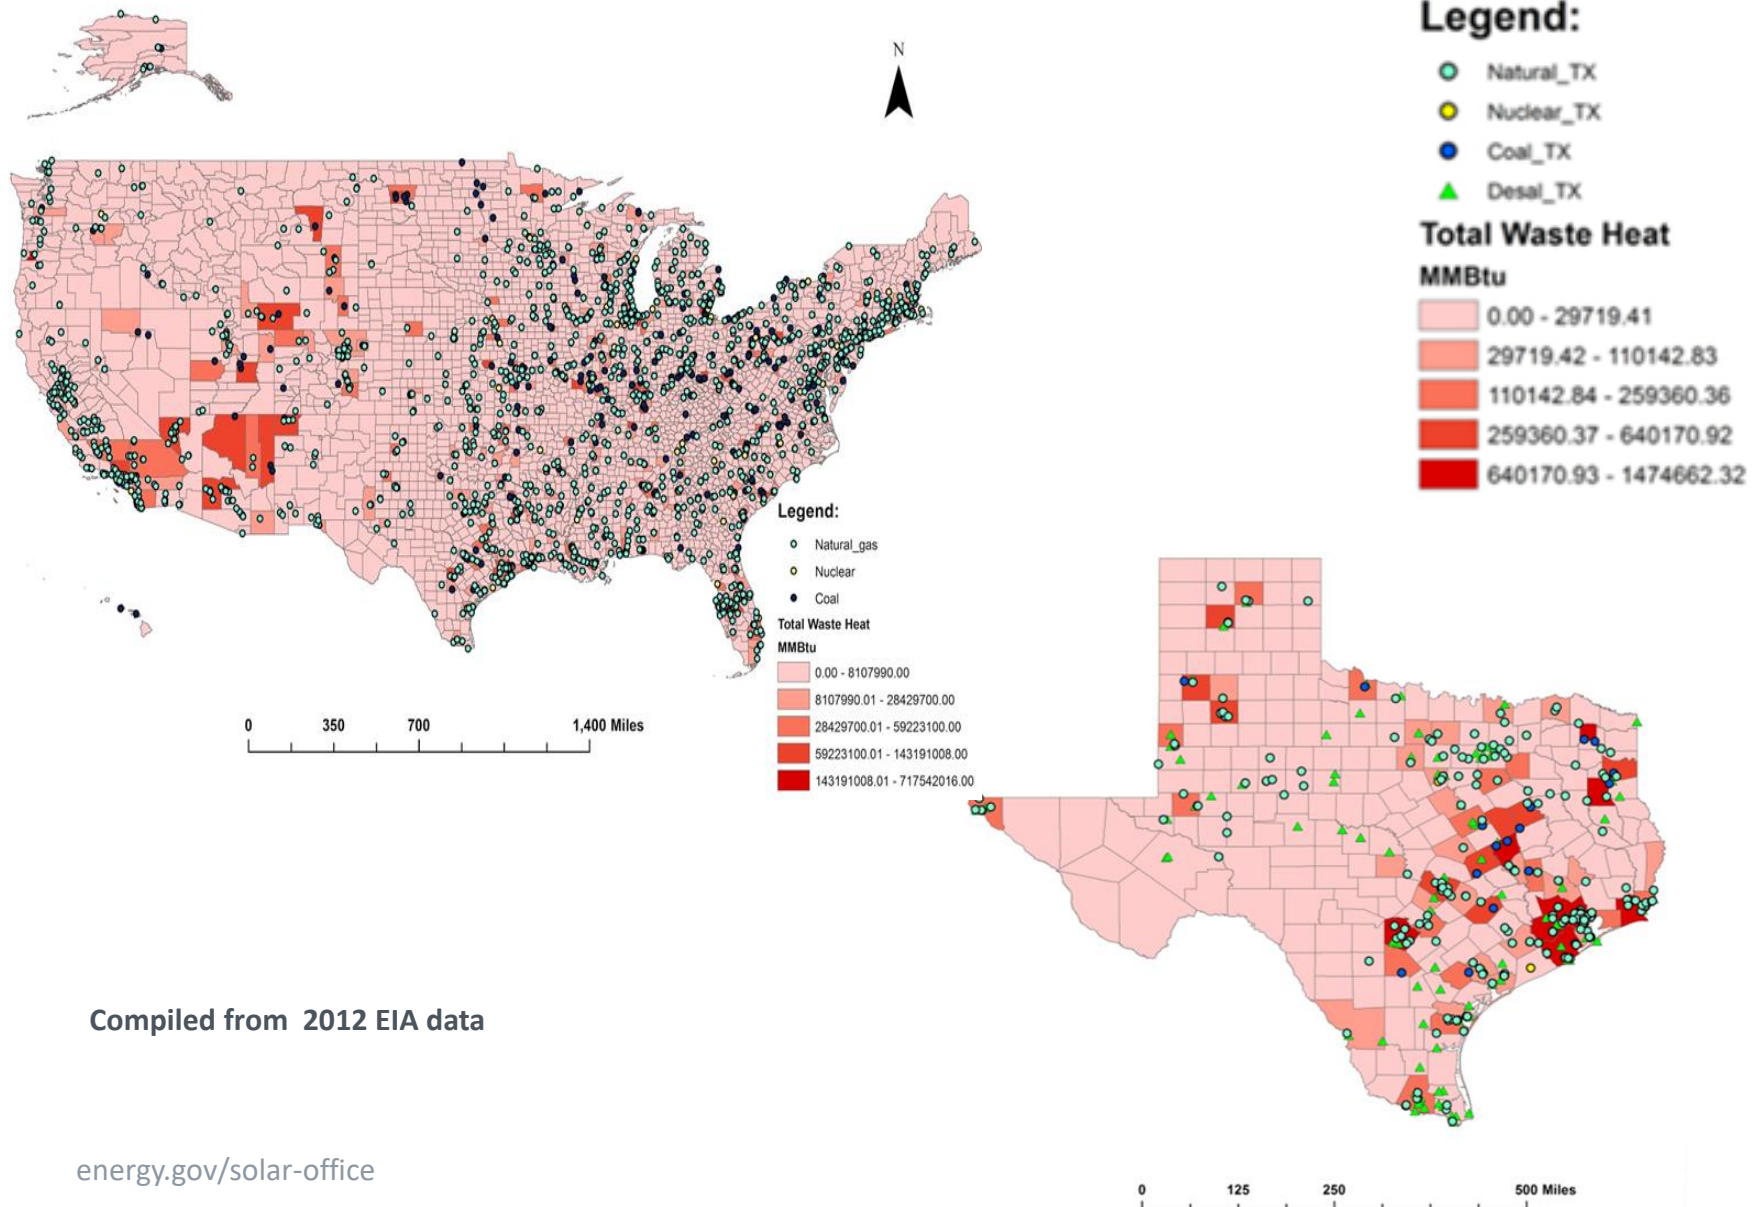 N
Legend:
Natural_gas
Nuclear
Coal
Total Waste Heat
MMBtu
0.00 - 8107990.00
8107990.01 - 28429700.00
28429700.01 - 59223100.00
59223100.01 - 143191008.00
143191008.01 - 717542016.00
0 350 700 1,400 Miles
Legend:
Natural_TX
Nuclear_TX
Coal_TX
Desal_TX
Total Waste Heat
MMBtu
0.00 - 29719.41
29719.42 - 110142.83
110142.84 - 259360.36
259360.37 - 640170.92
640170.93 - 1474662.32
Compiled from 2012 EIA data
energy.gov/solar-office
0 125 250 500 Miles